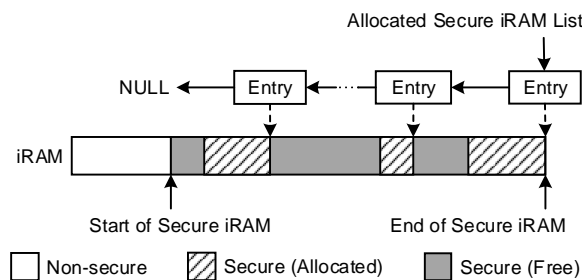 Allocated Secure iRAM List
NULL Entry ... Entry Entry
iRAM
Start of Secure iRAM End of Secure iRAM
Non-secure Secure (Allocated) Secure (Free)